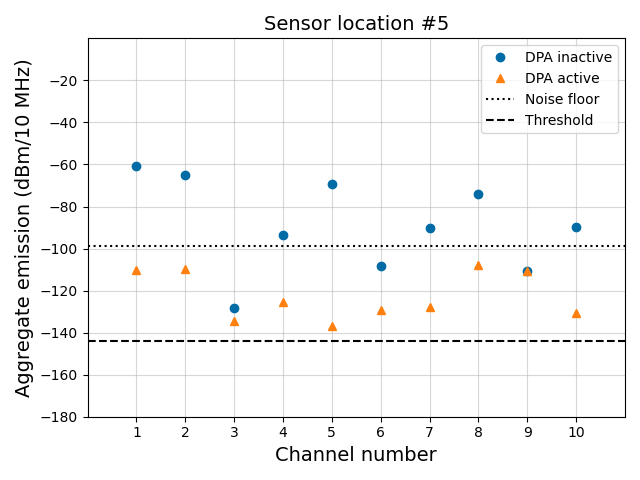 Sensor location #5
DPA inactive
DPA active
Noise floor
Threshold
Aggregate emission (dBm/10 MHz)
−20
−40
−60
−80
−100
−120
−140
−160
−180
1 2 3 4 5 6 7 8 9 10
Channel number